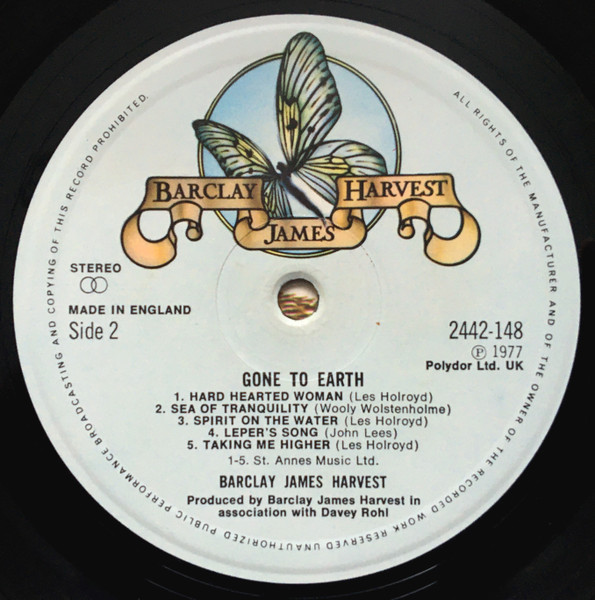 BARCLAY
JAMES
HARVEST
STEREO
MADE IN ENGLAND
Side 2
2442-148
Ⓟ 1977
Polydor Ltd. UK
GONE TO EARTH
1. HARD HEARTED WOMAN (Les Holroyd)
2. SEA OF TRANQUILITY (Wooly Wolstenholme)
3. SPIRIT ON THE WATER (Les Holroyd)
4. LEPER'S SONG (John Lees)
5. TAKING ME HIGHER (Les Holroyd)
1-5. St. Annes Music Ltd.
BARCLAY JAMES HARVEST
Produced by Barclay James Harvest in
association with Davey Rohl
ALL RIGHTS OF THE MANUFACTURER AND OF THE OWNER OF THE RECORDED WORK RESERVED UNAUTHORIZED PUBLIC PERFORMANCE BROADCASTING AND COPYING OF THIS RECORD PROHIBITED.